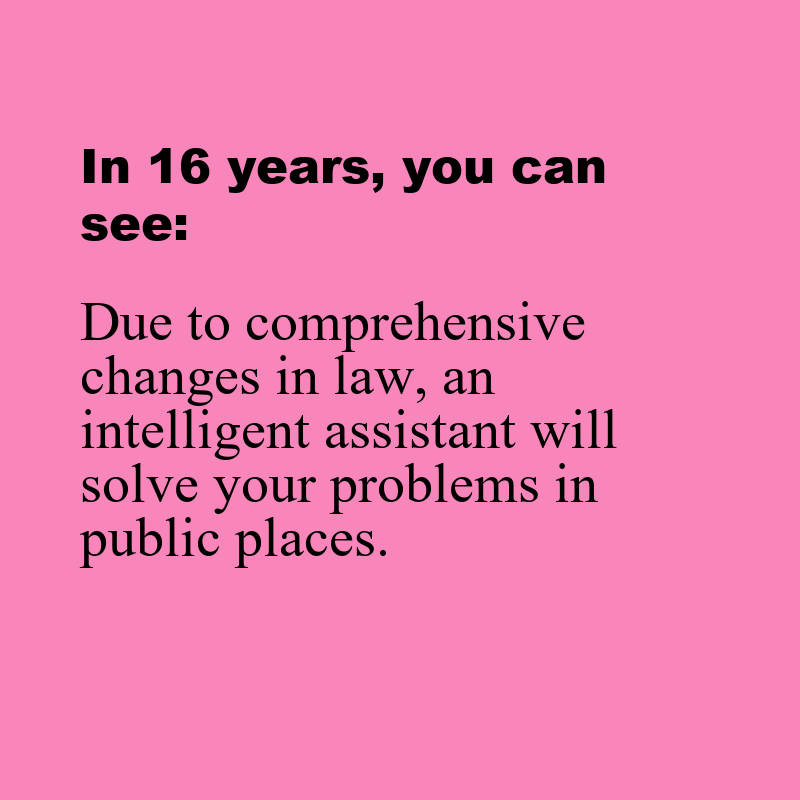 In 16 years, you can
see:
Due to comprehensive
changes in law, an
intelligent assistant will
solve your problems in
public places.